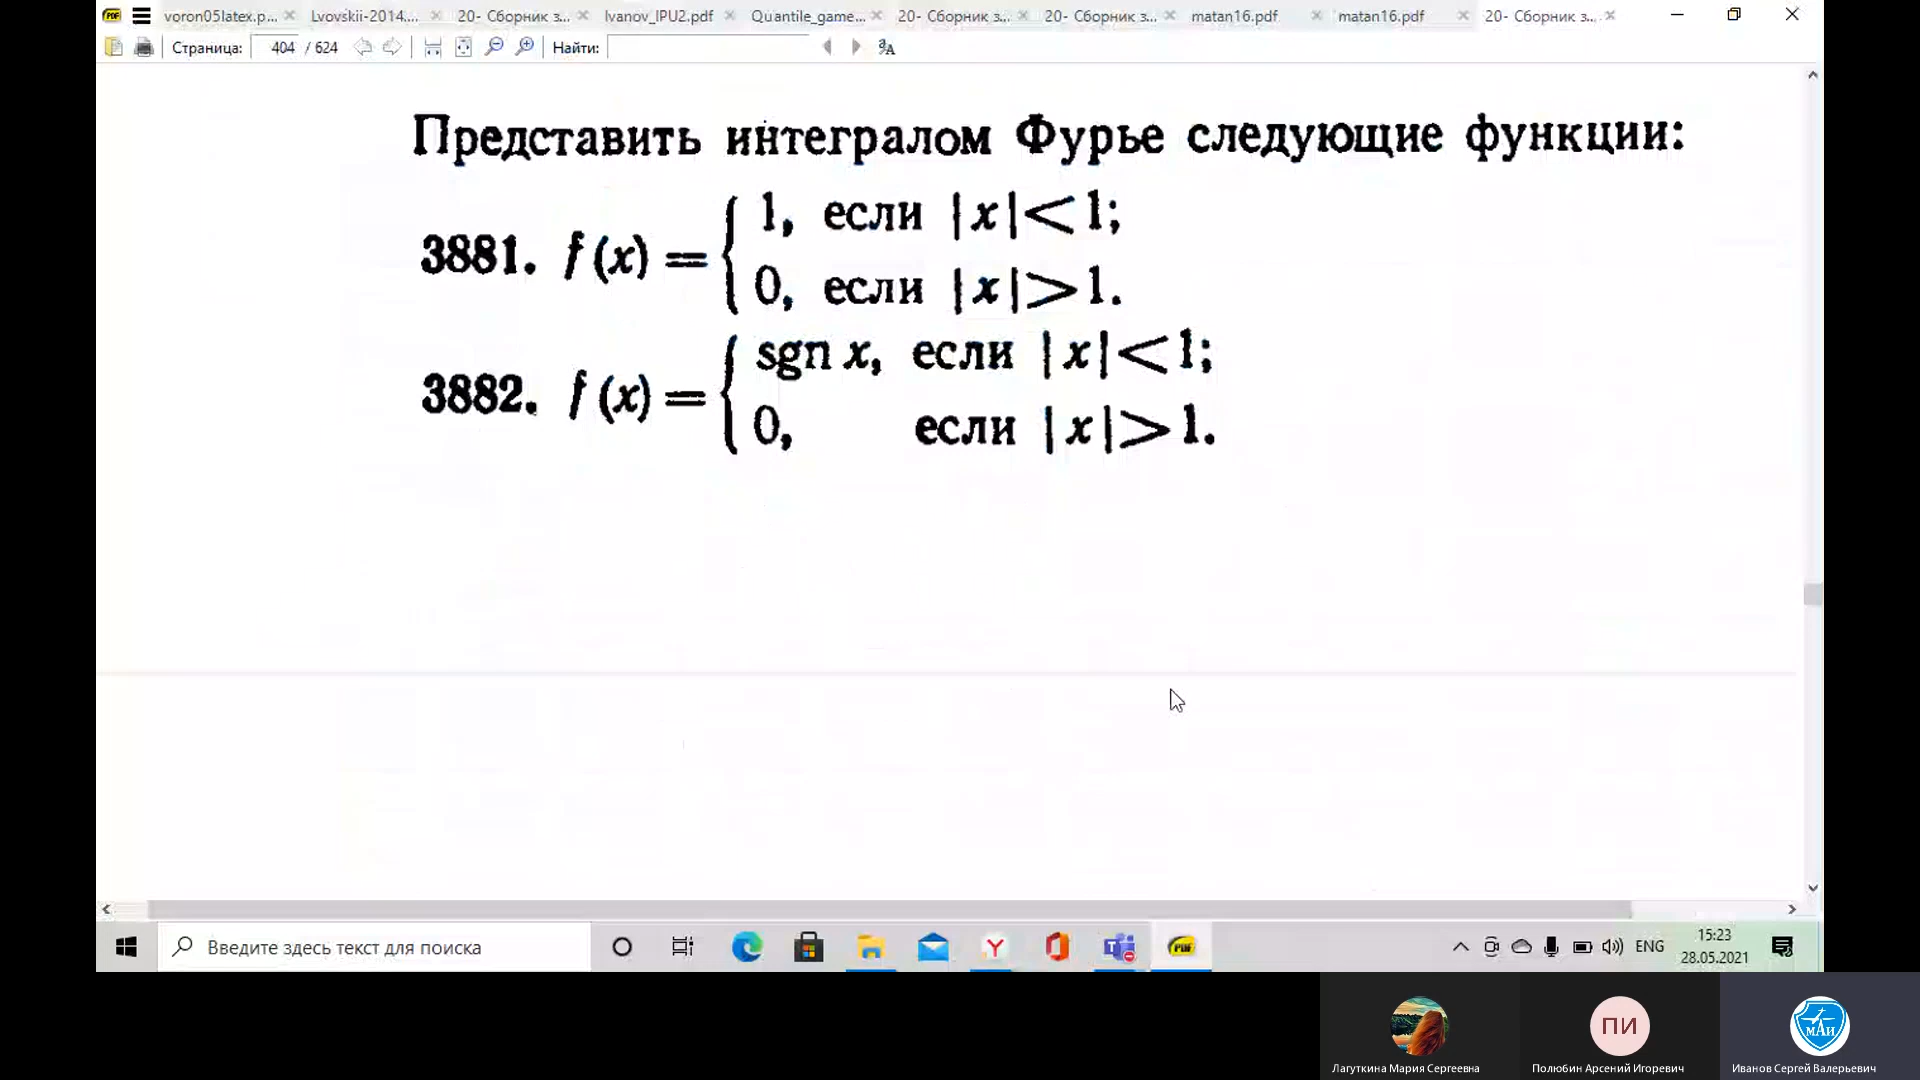 voron05latex.p... Lvovskii-2014.... 20- Сборник з... Ivanov_IPU2.pdf Quantile_game... 20- Сборник з... 20- Сборник з... matan16.pdf matan16.pdf 20- Сборник з...
Страница: 404 / 624 Найти:
Представить интегралом Фурье следующие функции:
3881. f (x) = { 1, если |x|<1;
0, если |x|>1.
3882. f (x) = { sgn x, если |x|<1;
0, если |x|>1.
Введите здесь текст для поиска
ENG
15:23
28.05.2021
ПИ
МАИ
Лагуткина Мария Сергеевна
Полюбин Арсений Игоревич
Иванов Сергей Валерьевич